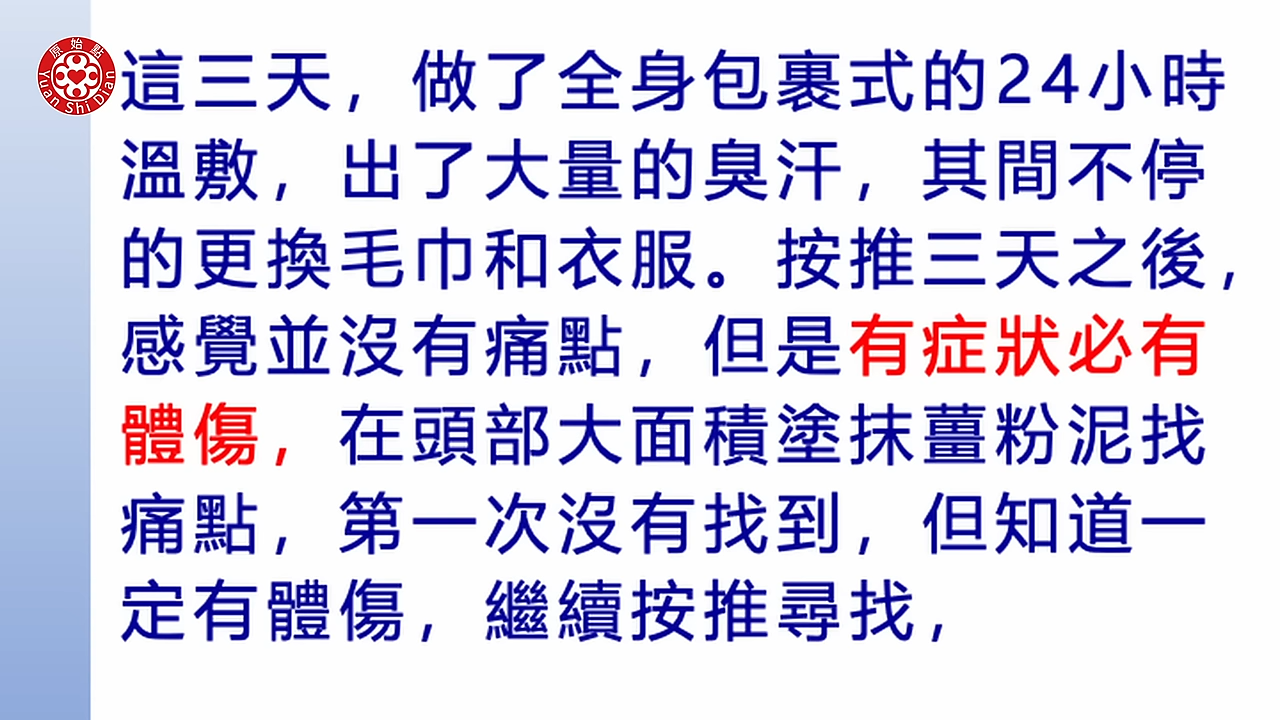 原始點
Yuan Shi Dian
這三天，做了全身包裹式的24小時
溫敷，出了大量的臭汗，其間不停
的更換毛巾和衣服。按推三天之後，
感覺並沒有痛點，但是有症狀必有
體傷，在頭部大面積塗抹薑粉泥找
痛點，第一次沒有找到，但知道一
定有體傷，繼續按推尋找，